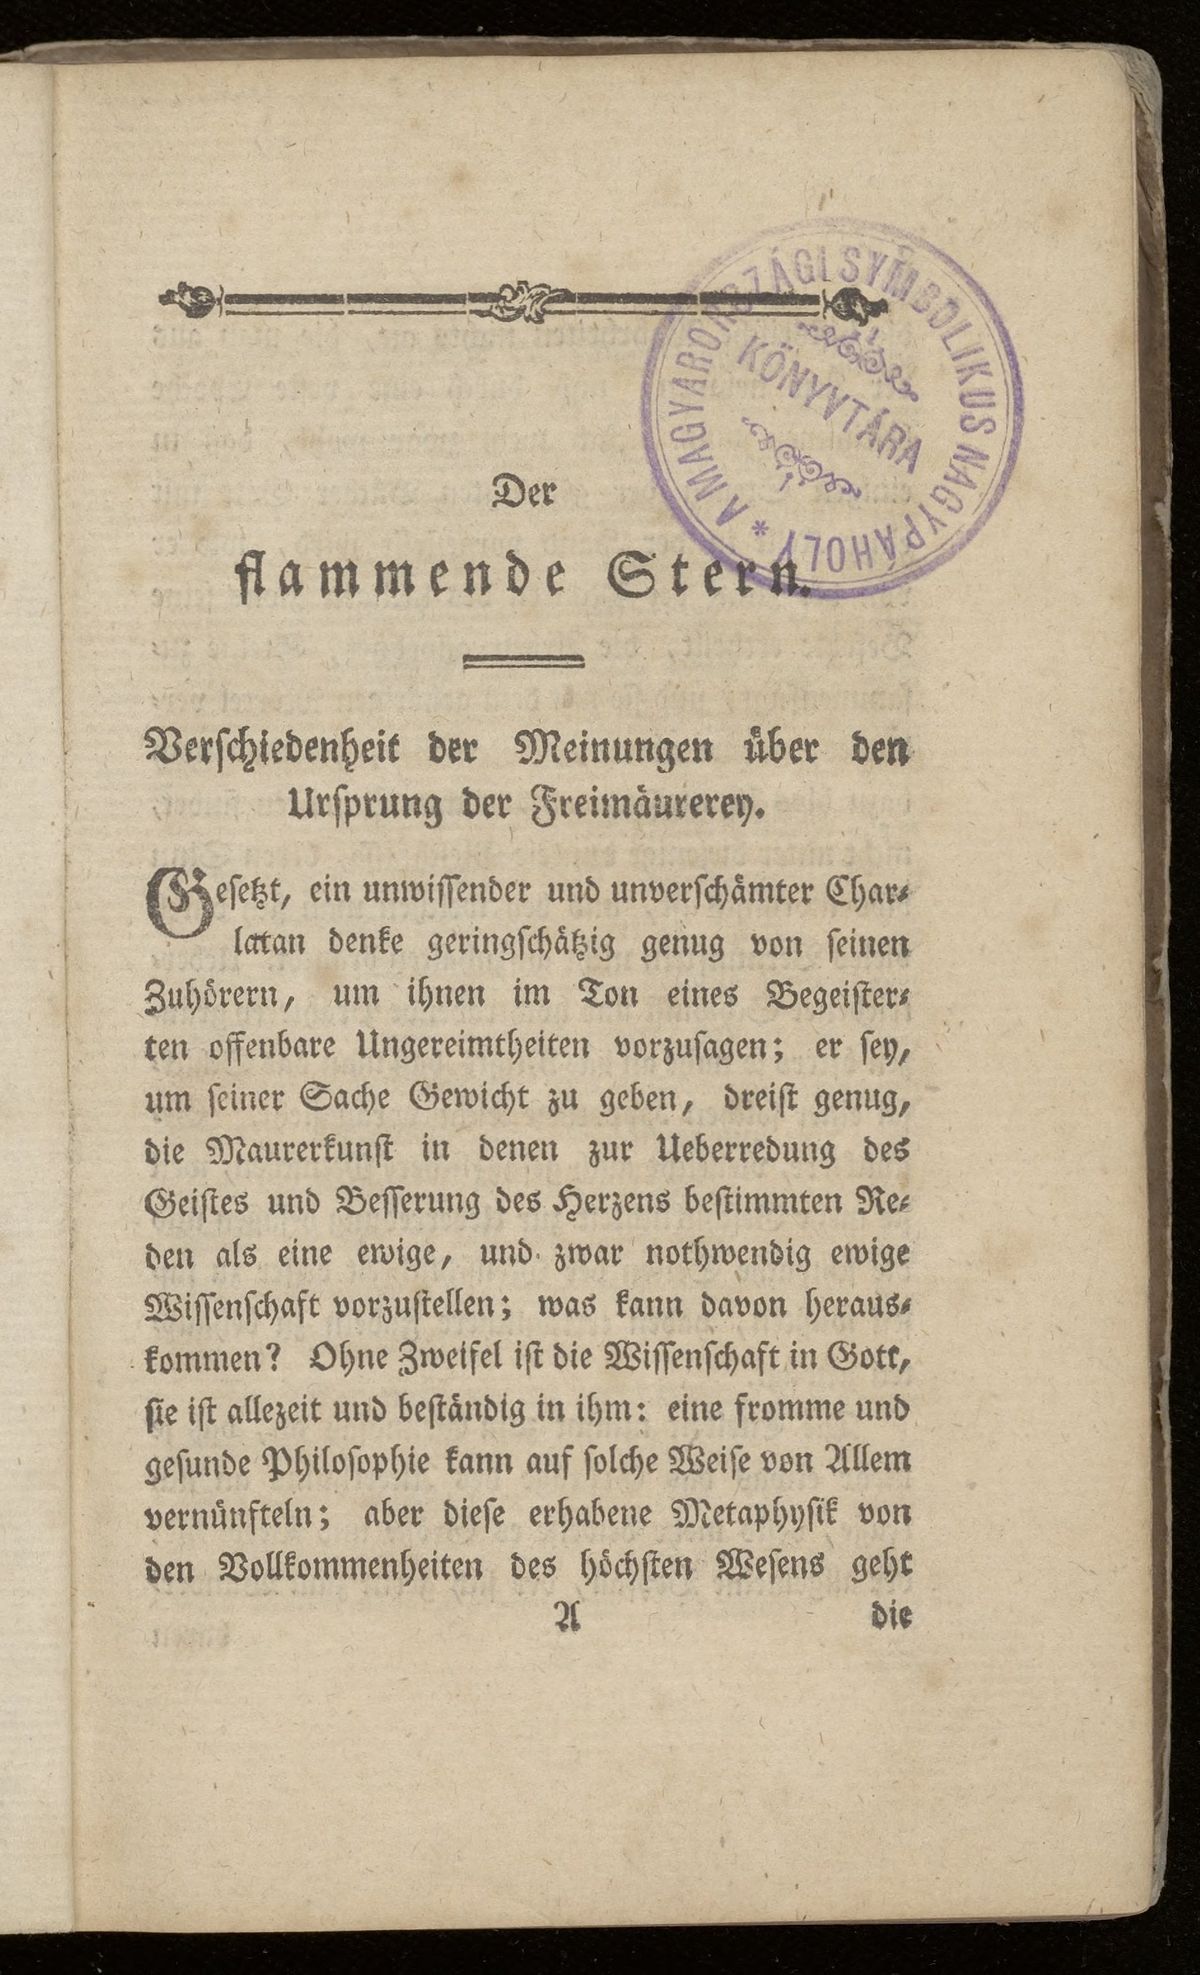 A MAGYARORSZÁGI SYMBOLIKUS NAGYPÁHOLY *
KÖNYVTÁRA
Der
flammende Stern.
Verſchiedenheit der Meinungen über den
Urſprung der Freimäurerey.
Geſetzt, ein unwiſſender und unverſchämter Char-
latan denke geringſchätzig genug von ſeinen
Zuhörern, um ihnen im Ton eines Begeiſter-
ten offenbare Ungereimtheiten vorzuſagen; er ſey,
um ſeiner Sache Gewicht zu geben, dreiſt genug,
die Maurerkunſt in denen zur Ueberredung des
Geiſtes und Beſſerung des Herzens beſtimmten Re-
den als eine ewige, und zwar nothwendig ewige
Wiſſenſchaft vorzuſtellen; was kann davon heraus-
kommen? Ohne Zweifel iſt die Wiſſenſchaft in Gott,
ſie iſt allezeit und beſtändig in ihm: eine fromme und
geſunde Philoſophie kann auf ſolche Weiſe von Allem
vernünfteln; aber dieſe erhabene Metaphyſik von
den Vollkommenheiten des höchſten Weſens geht
A die